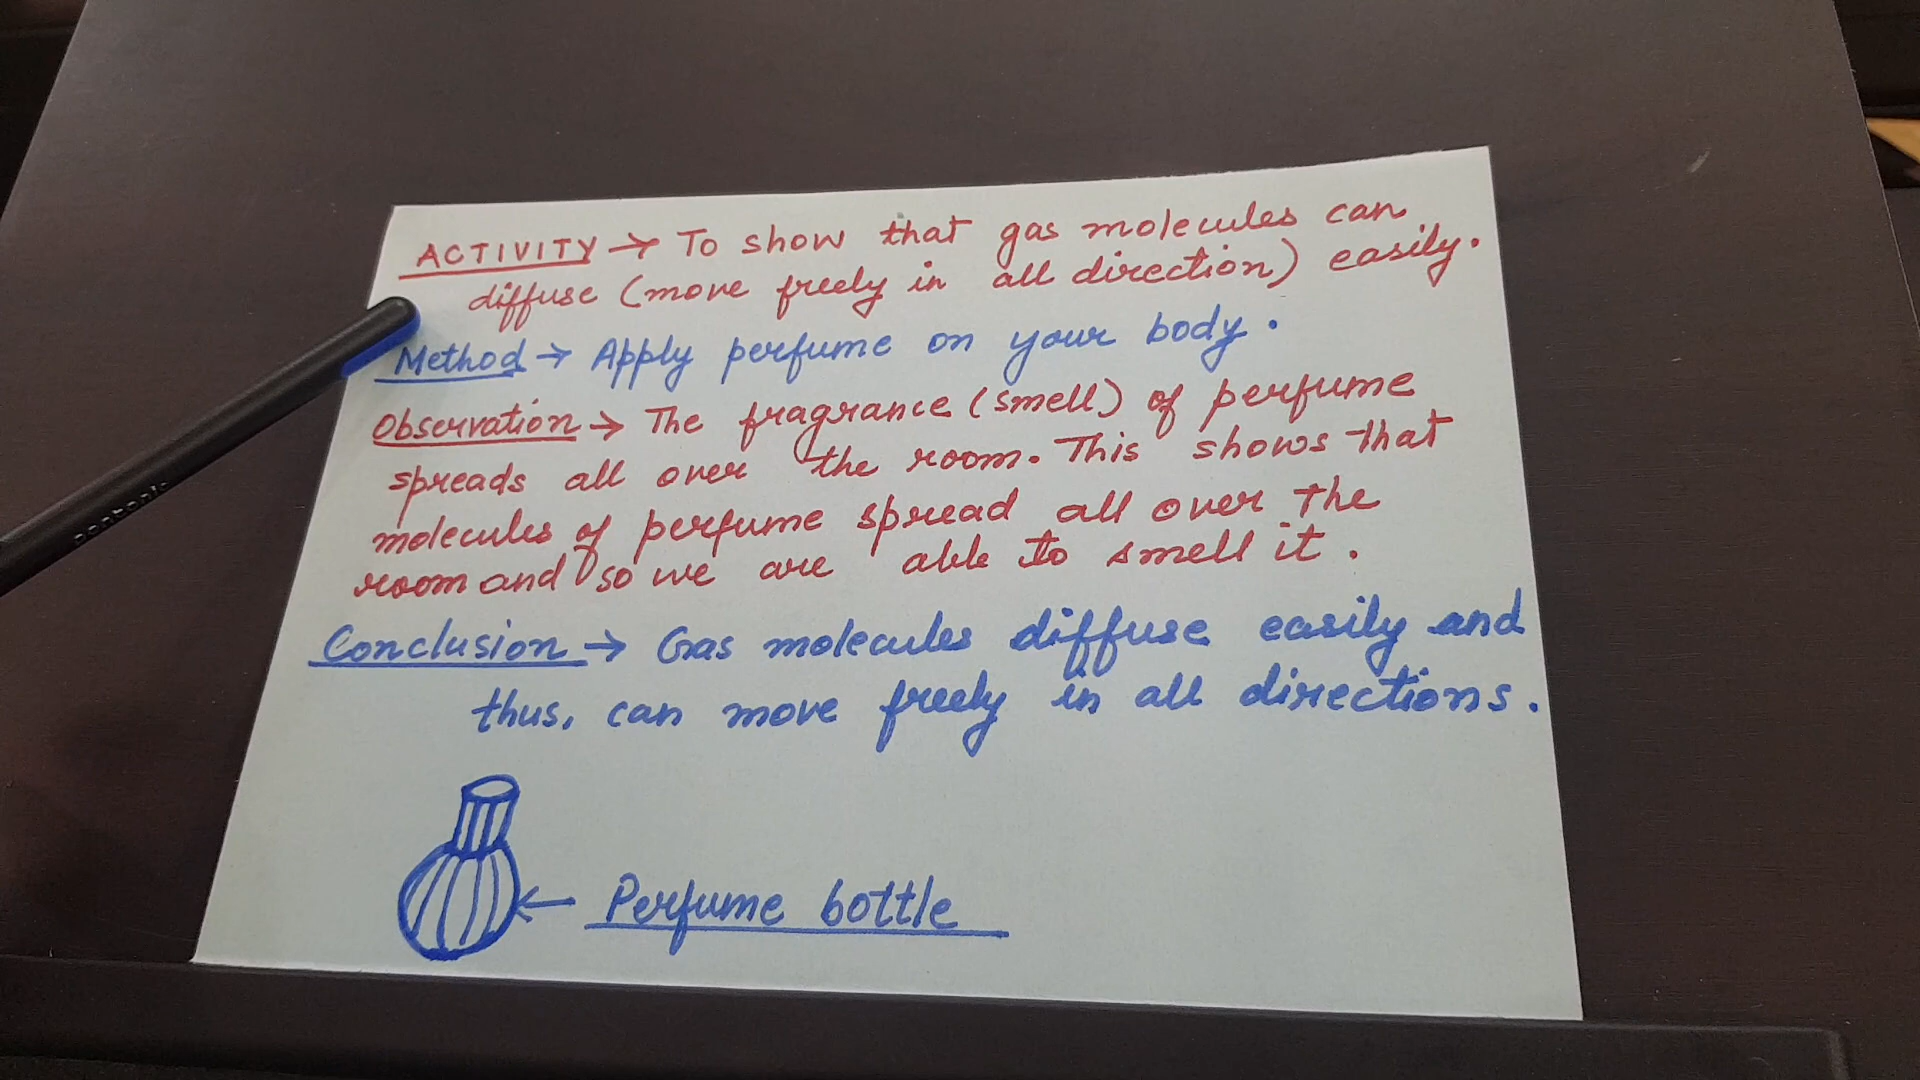 ACTIVITY → To show that gas molecules can
diffuse (move freely in all direction) easily.
Method → Apply perfume on your body.
Observation → The fragrance (smell) of perfume
spreads all over the room. This shows that
molecules of perfume spread all over the
room and so we are able to smell it.
Conclusion → Gas molecules diffuse easily and
thus, can move freely in all directions.
← Perfume bottle
pentonic